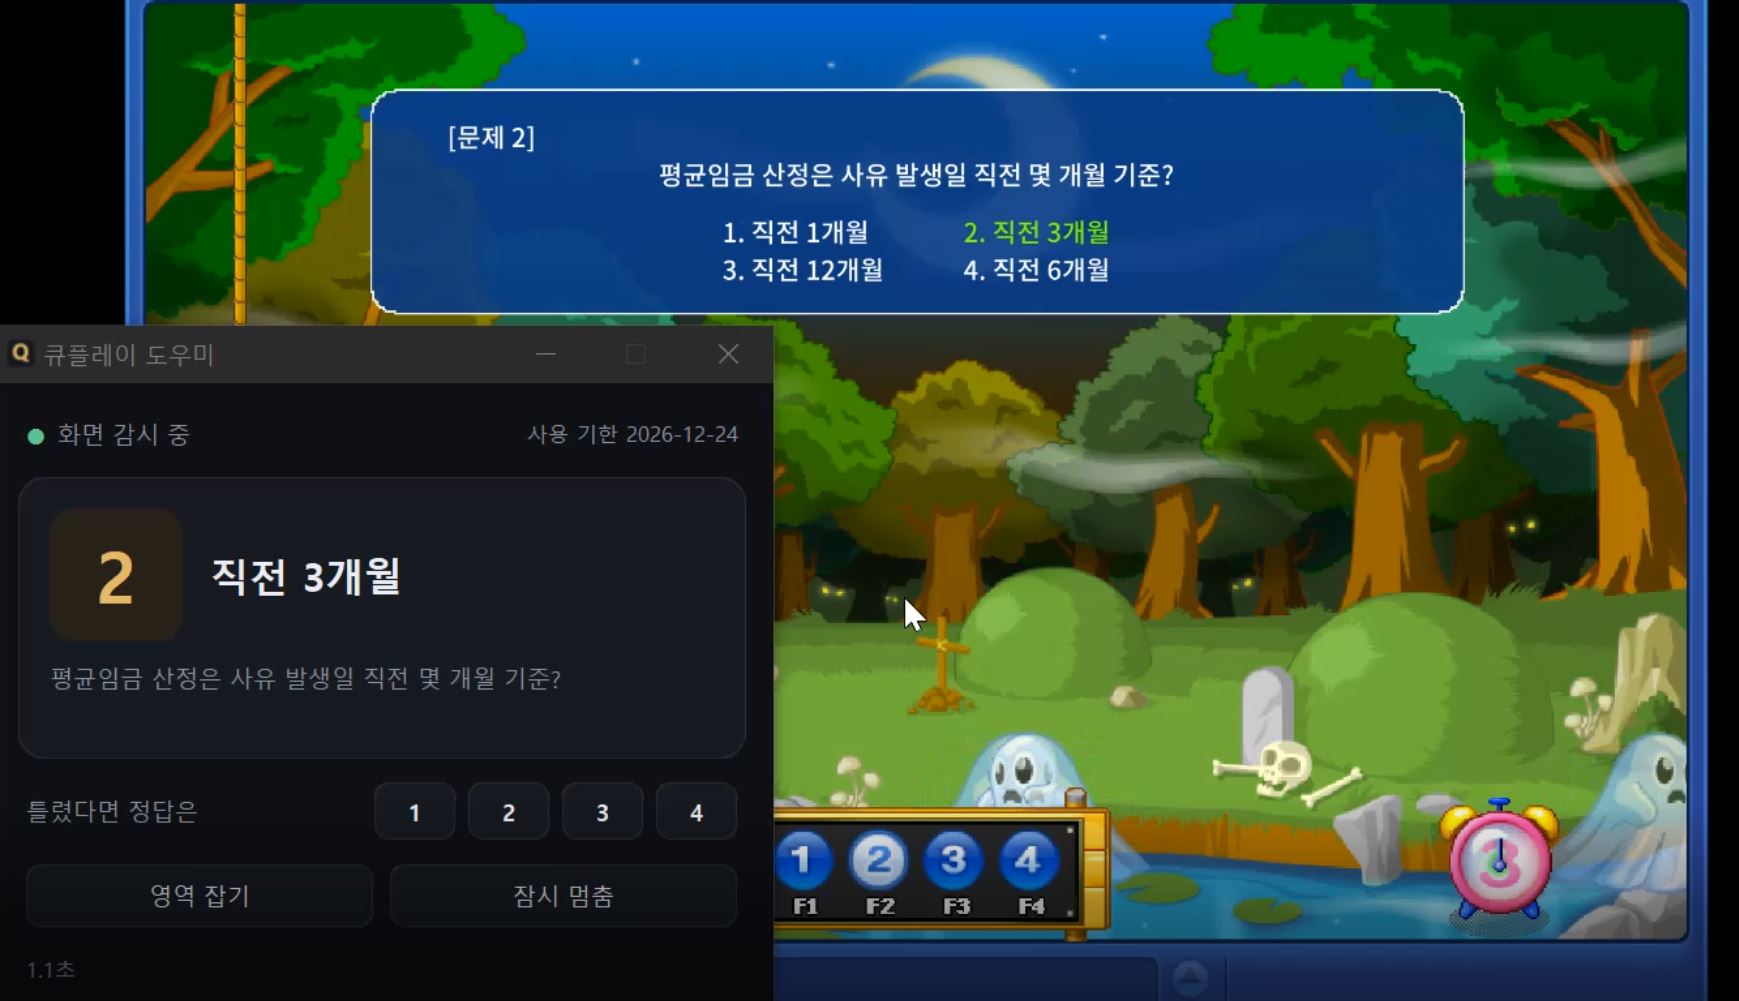 [문제 2]
평균임금 산정은 사유 발생일 직전 몇 개월 기준?
1. 직전 1개월 2. 직전 3개월
3. 직전 12개월 4. 직전 6개월
Q 큐플레이 도우미
화면 감시 중 사용 기한 2026-12-24
2 직전 3개월
평균임금 산정은 사유 발생일 직전 몇 개월 기준?
틀렸다면 정답은 1 2 3 4
영역 잡기 잠시 멈춤
1.1초
1 2 3 4
F1 F2 F3 F4
3